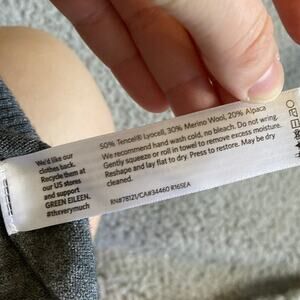 We'd like our
clothes back.
Recycle them at
our US stores
and support
GREEN EILEEN.
#thxverymuch
50% Tencel® Lyocell, 30% Merino Wool, 20% Alpaca
We recommend hand wash cold, no bleach. Do not wring.
Gently squeeze or roll in towel to remove excess moisture.
Reshape and lay flat to dry. Press to restore. May be dry
cleaned.
RN#78121/CA#34460 R16SEA